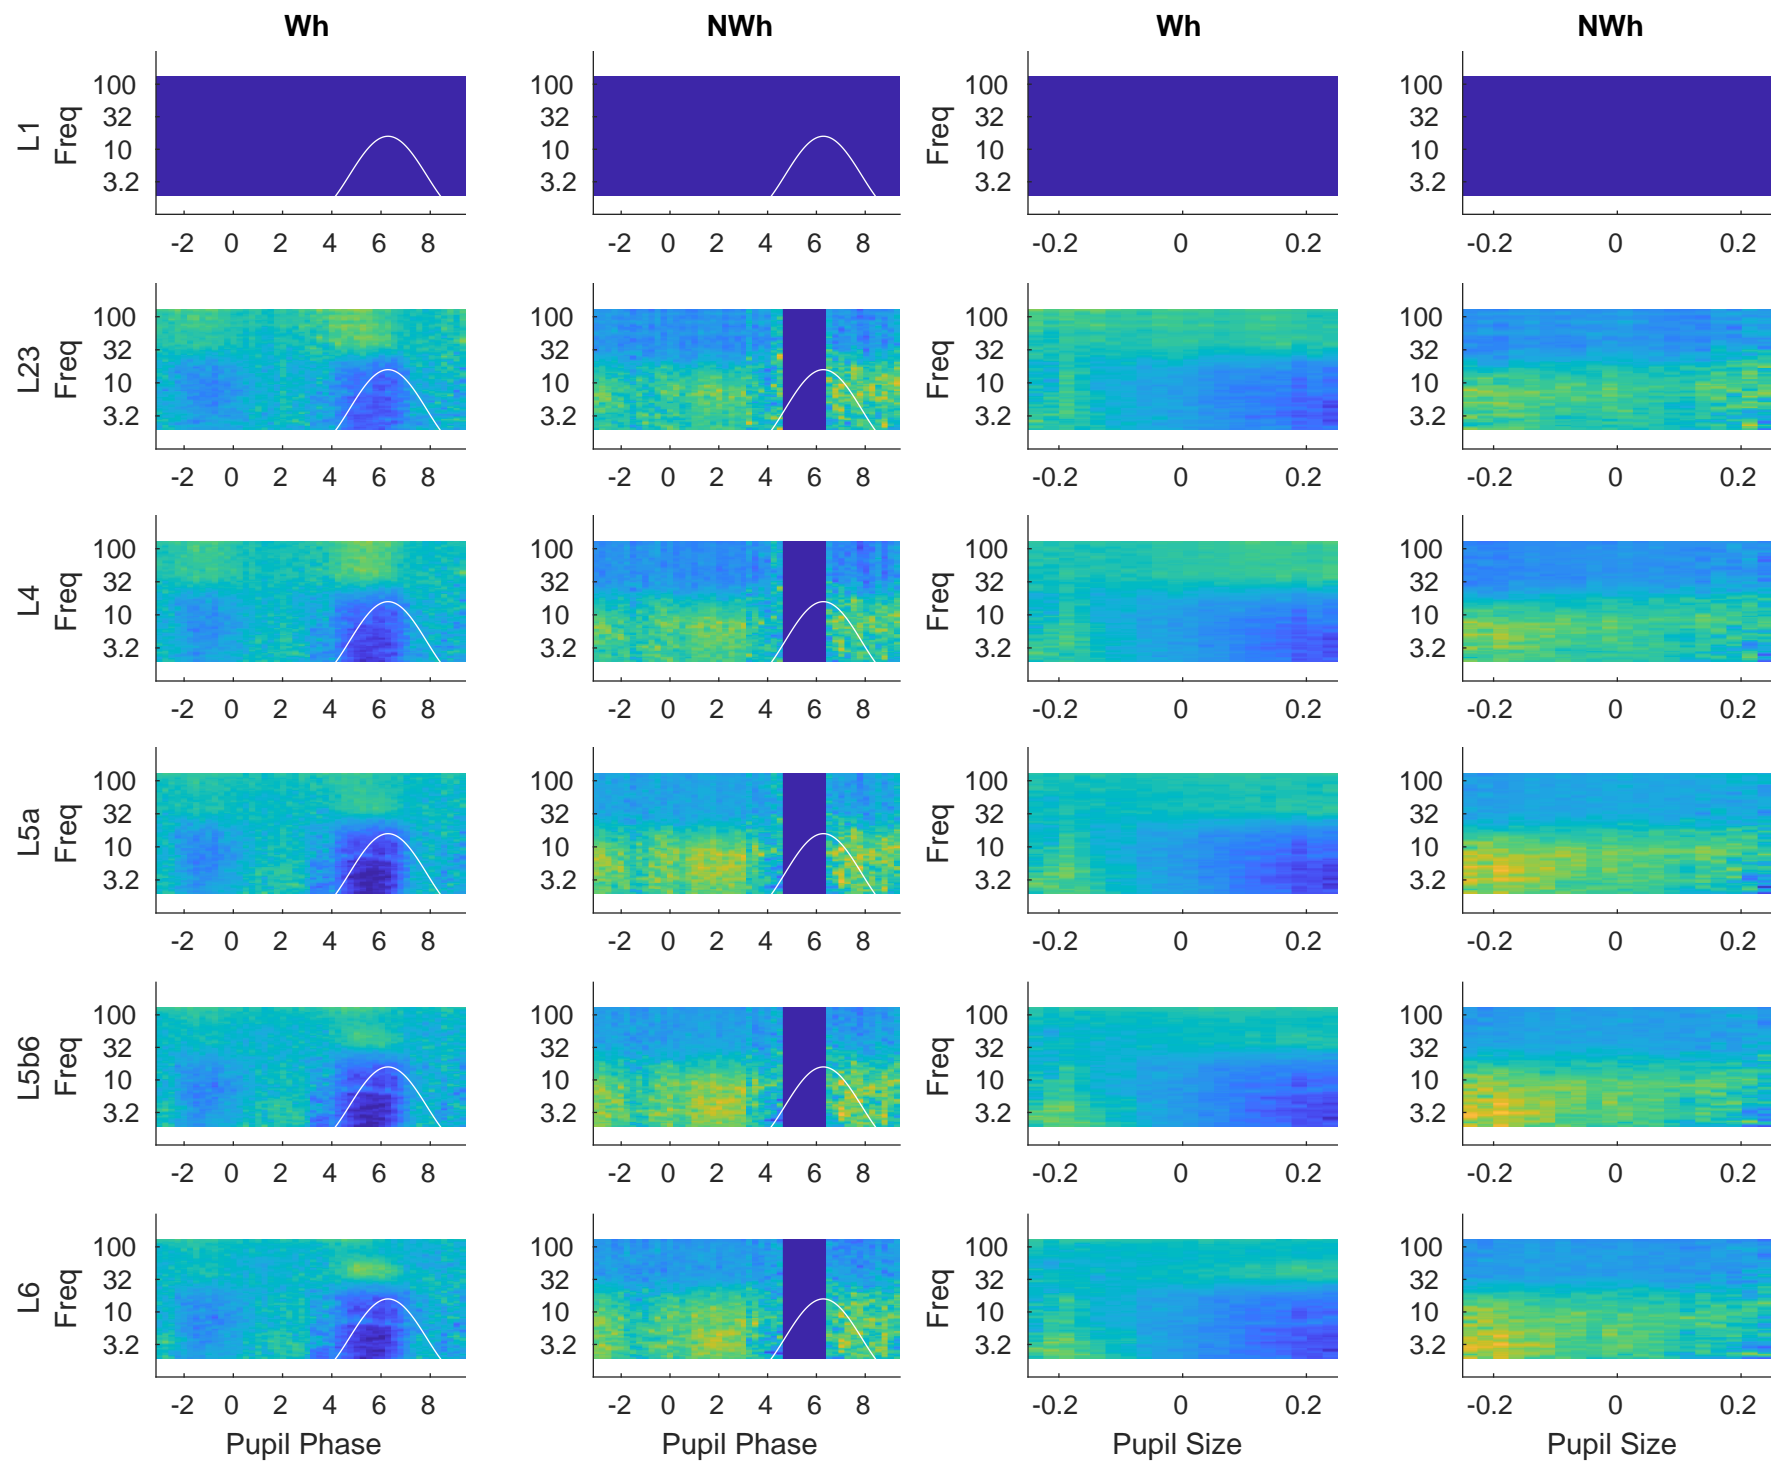 Wh NWh Wh NWh
L1 Freq 100 32 10 3.2 100 32 10 3.2 Freq 100 32 10 3.2 100 32 10 3.2
-2 0 2 4 6 8 -2 0 2 4 6 8 -0.2 0 0.2 -0.2 0 0.2
L23 Freq 100 32 10 3.2 100 32 10 3.2 Freq 100 32 10 3.2 100 32 10 3.2
-2 0 2 4 6 8 -2 0 2 4 6 8 -0.2 0 0.2 -0.2 0 0.2
L4 Freq 100 32 10 3.2 100 32 10 3.2 Freq 100 32 10 3.2 100 32 10 3.2
-2 0 2 4 6 8 -2 0 2 4 6 8 -0.2 0 0.2 -0.2 0 0.2
L5a Freq 100 32 10 3.2 100 32 10 3.2 Freq 100 32 10 3.2 100 32 10 3.2
-2 0 2 4 6 8 -2 0 2 4 6 8 -0.2 0 0.2 -0.2 0 0.2
L5b6 Freq 100 32 10 3.2 100 32 10 3.2 Freq 100 32 10 3.2 100 32 10 3.2
-2 0 2 4 6 8 -2 0 2 4 6 8 -0.2 0 0.2 -0.2 0 0.2
L6 Freq 100 32 10 3.2 100 32 10 3.2 Freq 100 32 10 3.2 100 32 10 3.2
-2 0 2 4 6 8 -2 0 2 4 6 8 -0.2 0 0.2 -0.2 0 0.2
Pupil Phase Pupil Phase Pupil Size Pupil Size